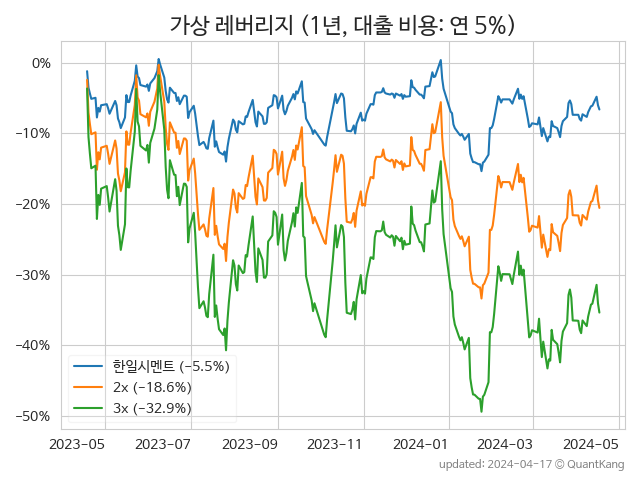 가상 레버리지 (1년, 대출 비용: 연 5%)
0%
−10%
−20%
−30%
−40%
−50%
한일시멘트 (−5.5%)
2x (−18.6%)
3x (−32.9%)
2023-05 2023-07 2023-09 2023-11 2024-01 2024-03 2024-05
updated: 2024-04-17 © QuantKang